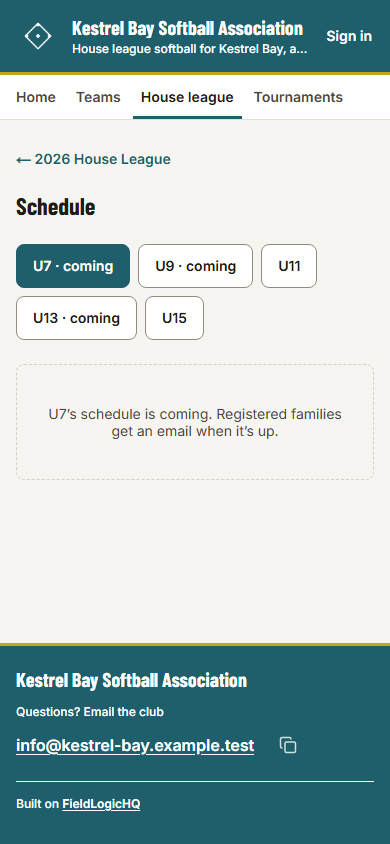 Kestrel Bay Softball Association
House league softball for Kestrel Bay, a...
Sign in
Home Teams House league Tournaments
← 2026 House League
Schedule
U7 · coming U9 · coming U11
U13 · coming U15
U7's schedule is coming. Registered families
get an email when it's up.
Kestrel Bay Softball Association
Questions? Email the club
info@kestrel-bay.example.test
Built on FieldLogicHQ